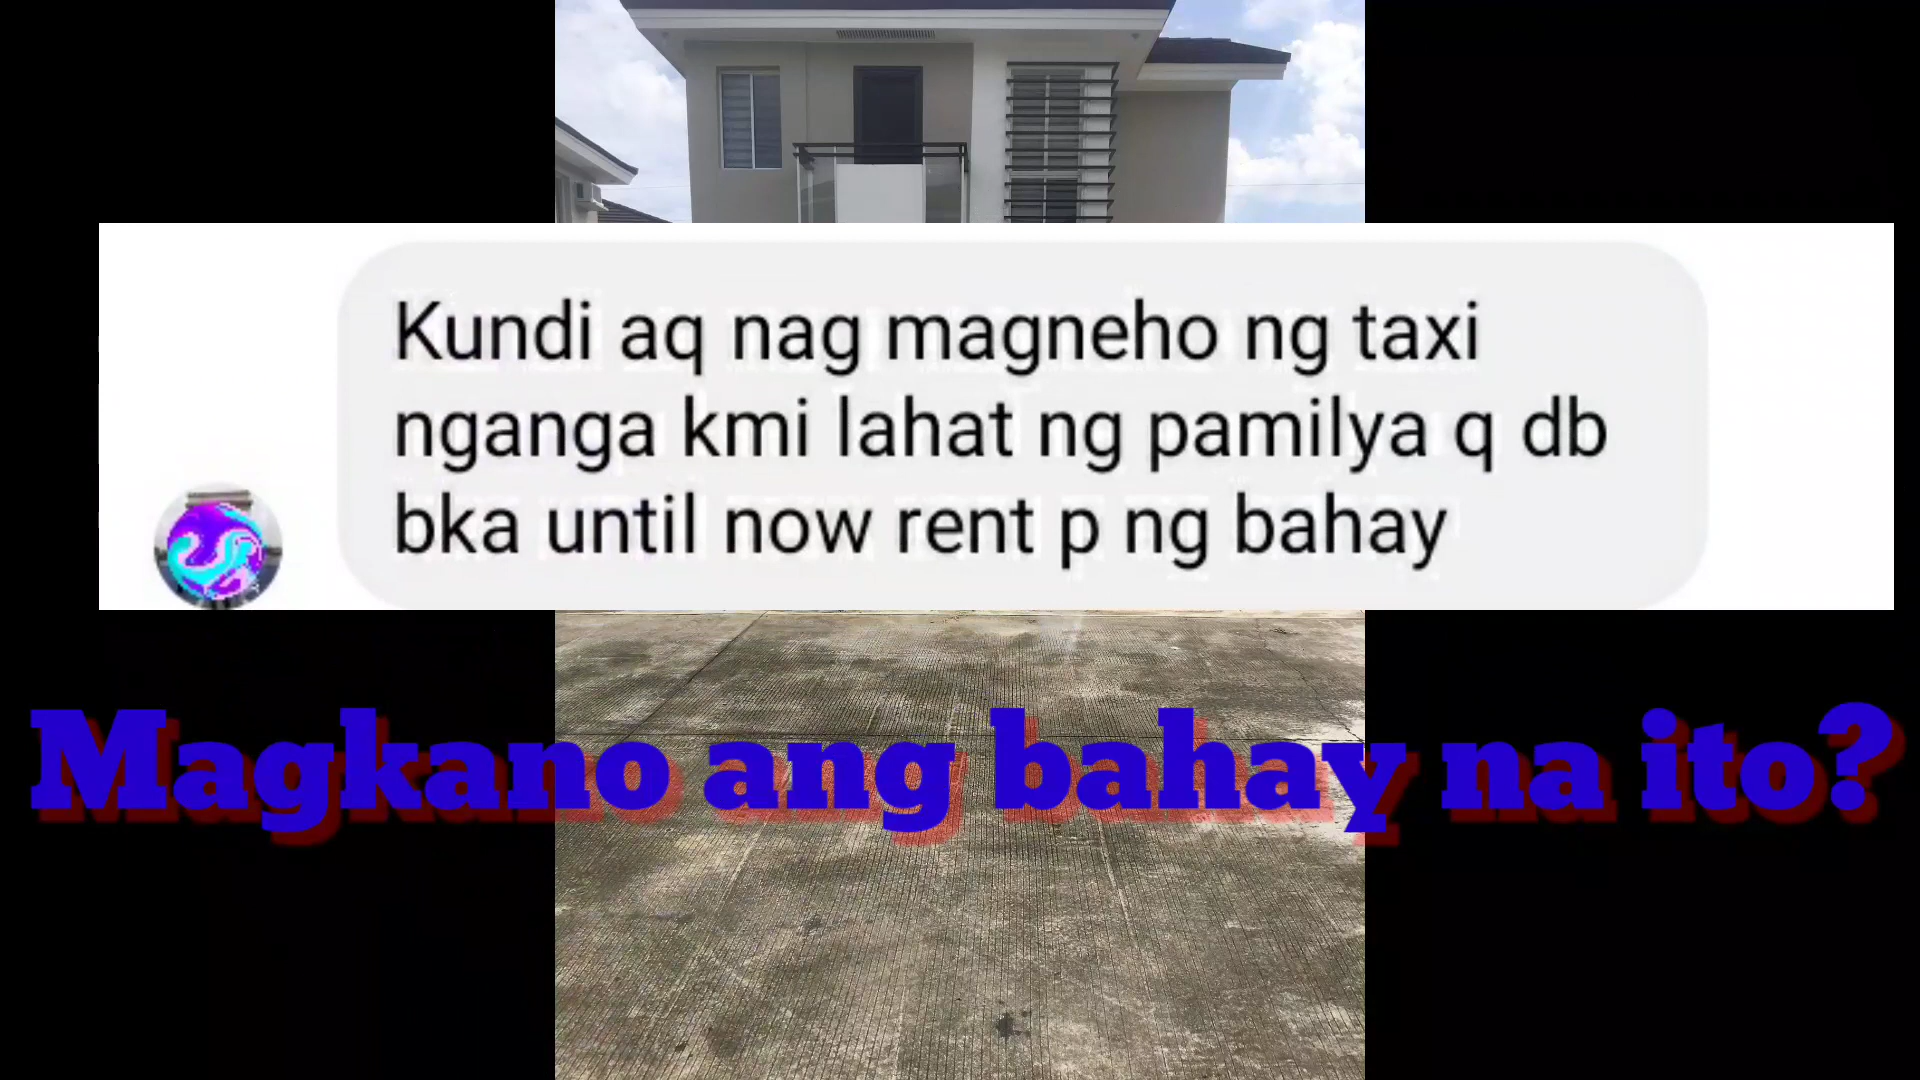 Kundi aq nag magneho ng taxi
nganga kmi lahat ng pamilya q db
bka until now rent p ng bahay
Magkano ang bahay na ito?